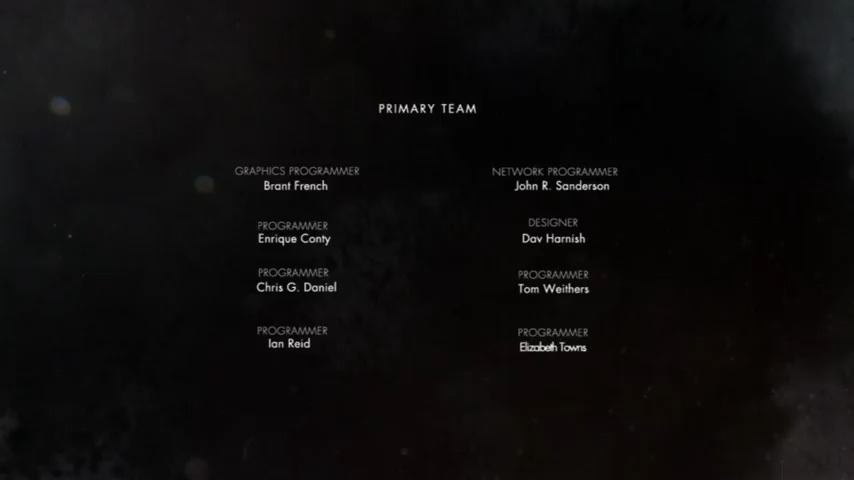 PRIMARY TEAM
GRAPHICS PROGRAMMER
Brant French
NETWORK PROGRAMMER
John R. Sanderson
PROGRAMMER
Enrique Conty
DESIGNER
Dav Harnish
PROGRAMMER
Chris G. Daniel
PROGRAMMER
Tom Weithers
PROGRAMMER
Ian Reid
PROGRAMMER
Elizabeth Towns